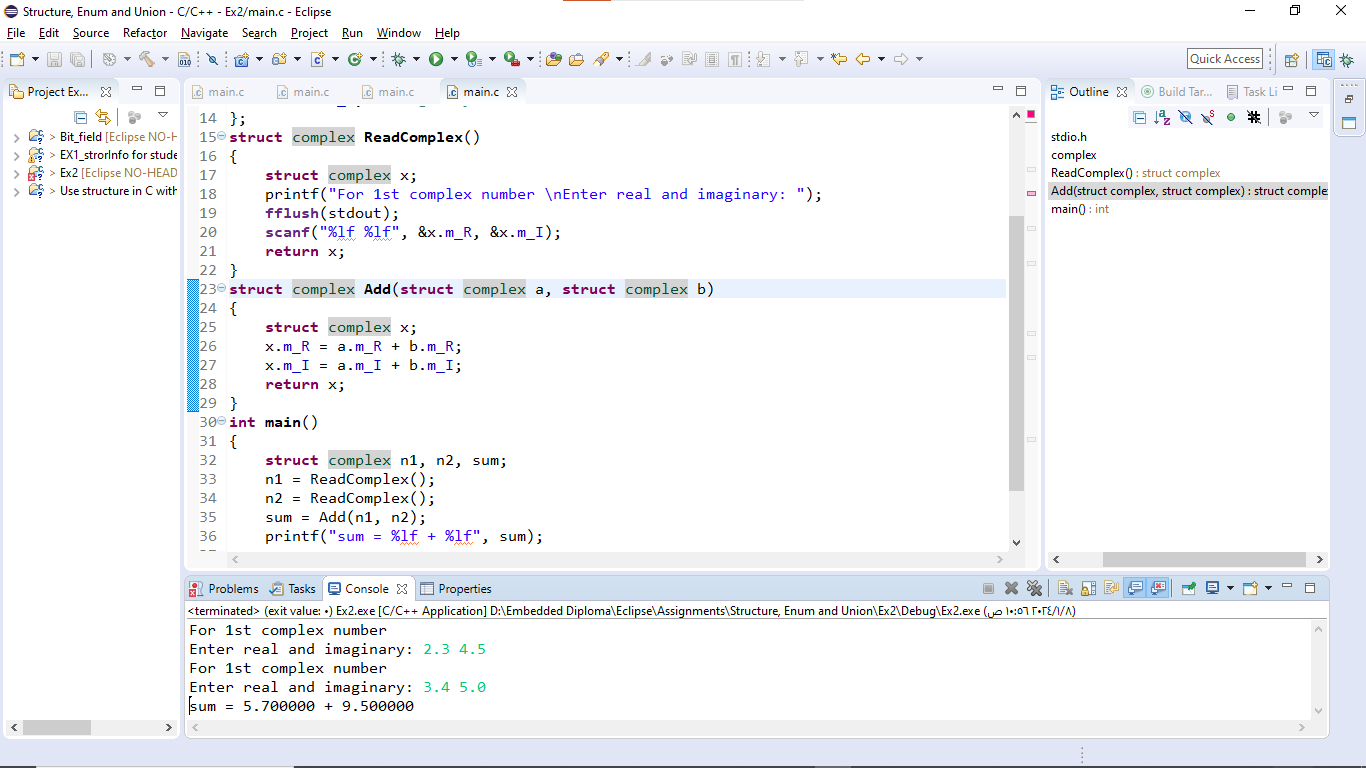 Structure, Enum and Union - C/C++ - Ex2/main.c - Eclipse
File Edit Source Refactor Navigate Search Project Run Window Help
Quick Access
Project Ex...
> Bit_field [Eclipse NO-H
> EX1_strorInfo for stude
> Ex2 [Eclipse NO-HEAD
> Use structure in C with
main.c main.c main.c main.c
14 };
15 struct complex ReadComplex()
16 {
17 struct complex x;
18 printf("For 1st complex number \nEnter real and imaginary: ");
19 fflush(stdout);
20 scanf("%lf %lf", &x.m_R, &x.m_I);
21 return x;
22 }
23 struct complex Add(struct complex a, struct complex b)
24 {
25 struct complex x;
26 x.m_R = a.m_R + b.m_R;
27 x.m_I = a.m_I + b.m_I;
28 return x;
29 }
30 int main()
31 {
32 struct complex n1, n2, sum;
33 n1 = ReadComplex();
34 n2 = ReadComplex();
35 sum = Add(n1, n2);
36 printf("sum = %lf + %lf", sum);
Outline Build Tar... Task Li
stdio.h
complex
ReadComplex() : struct complex
Add(struct complex, struct complex) : struct comple
main() : int
Problems Tasks Console Properties
<terminated> (exit value: ٠) Ex2.exe [C/C++ Application] D:\Embedded Diploma\Eclipse\Assignments\Structure, Enum and Union\Ex2\Debug\Ex2.exe (٢٠٢٤/١/٨ ١٠:٥٦ ص)
For 1st complex number
Enter real and imaginary: 2.3 4.5
For 1st complex number
Enter real and imaginary: 3.4 5.0
sum = 5.700000 + 9.500000